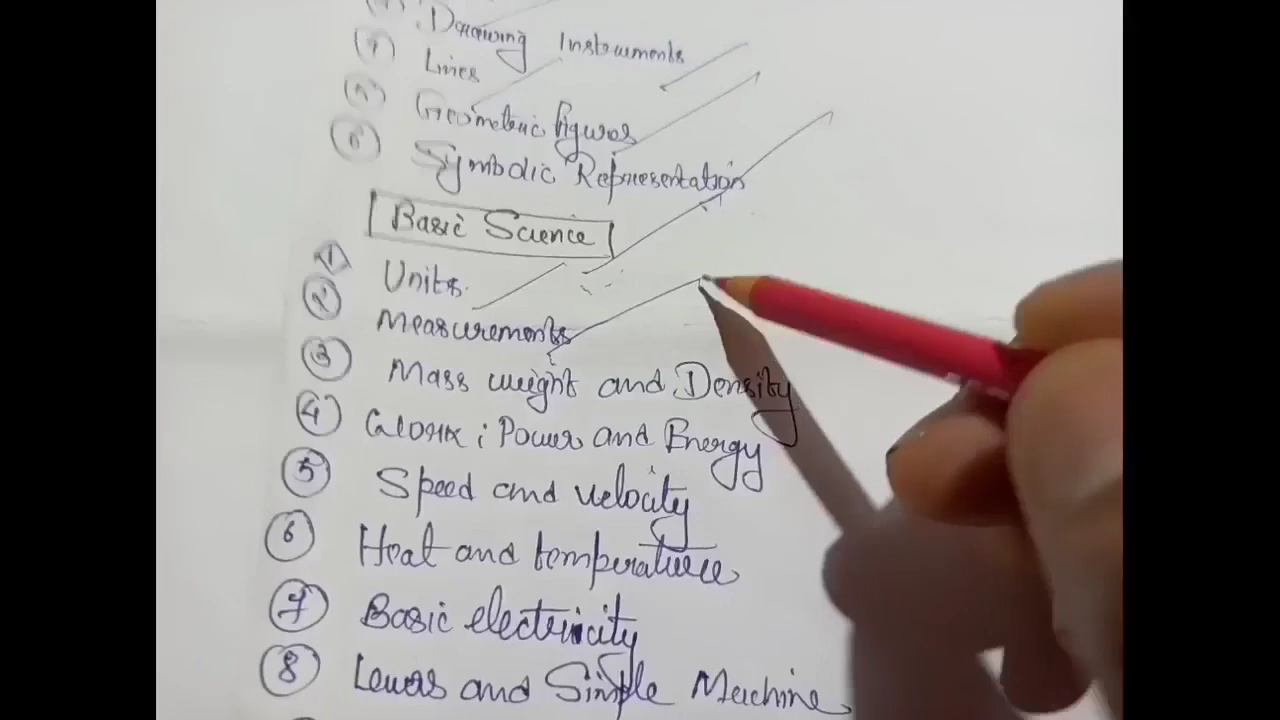 Drawing Instruments
(4) Lines
(5) Geometric figures
(6) Symbolic Representation
Basic Science
1 Units.
2 Measurements
3 Mass weight and Density
4 Work : Power and Energy
5 Speed and velocity
6 Heat and temperature
7 Basic electricity
8 Levers and Simple Machine